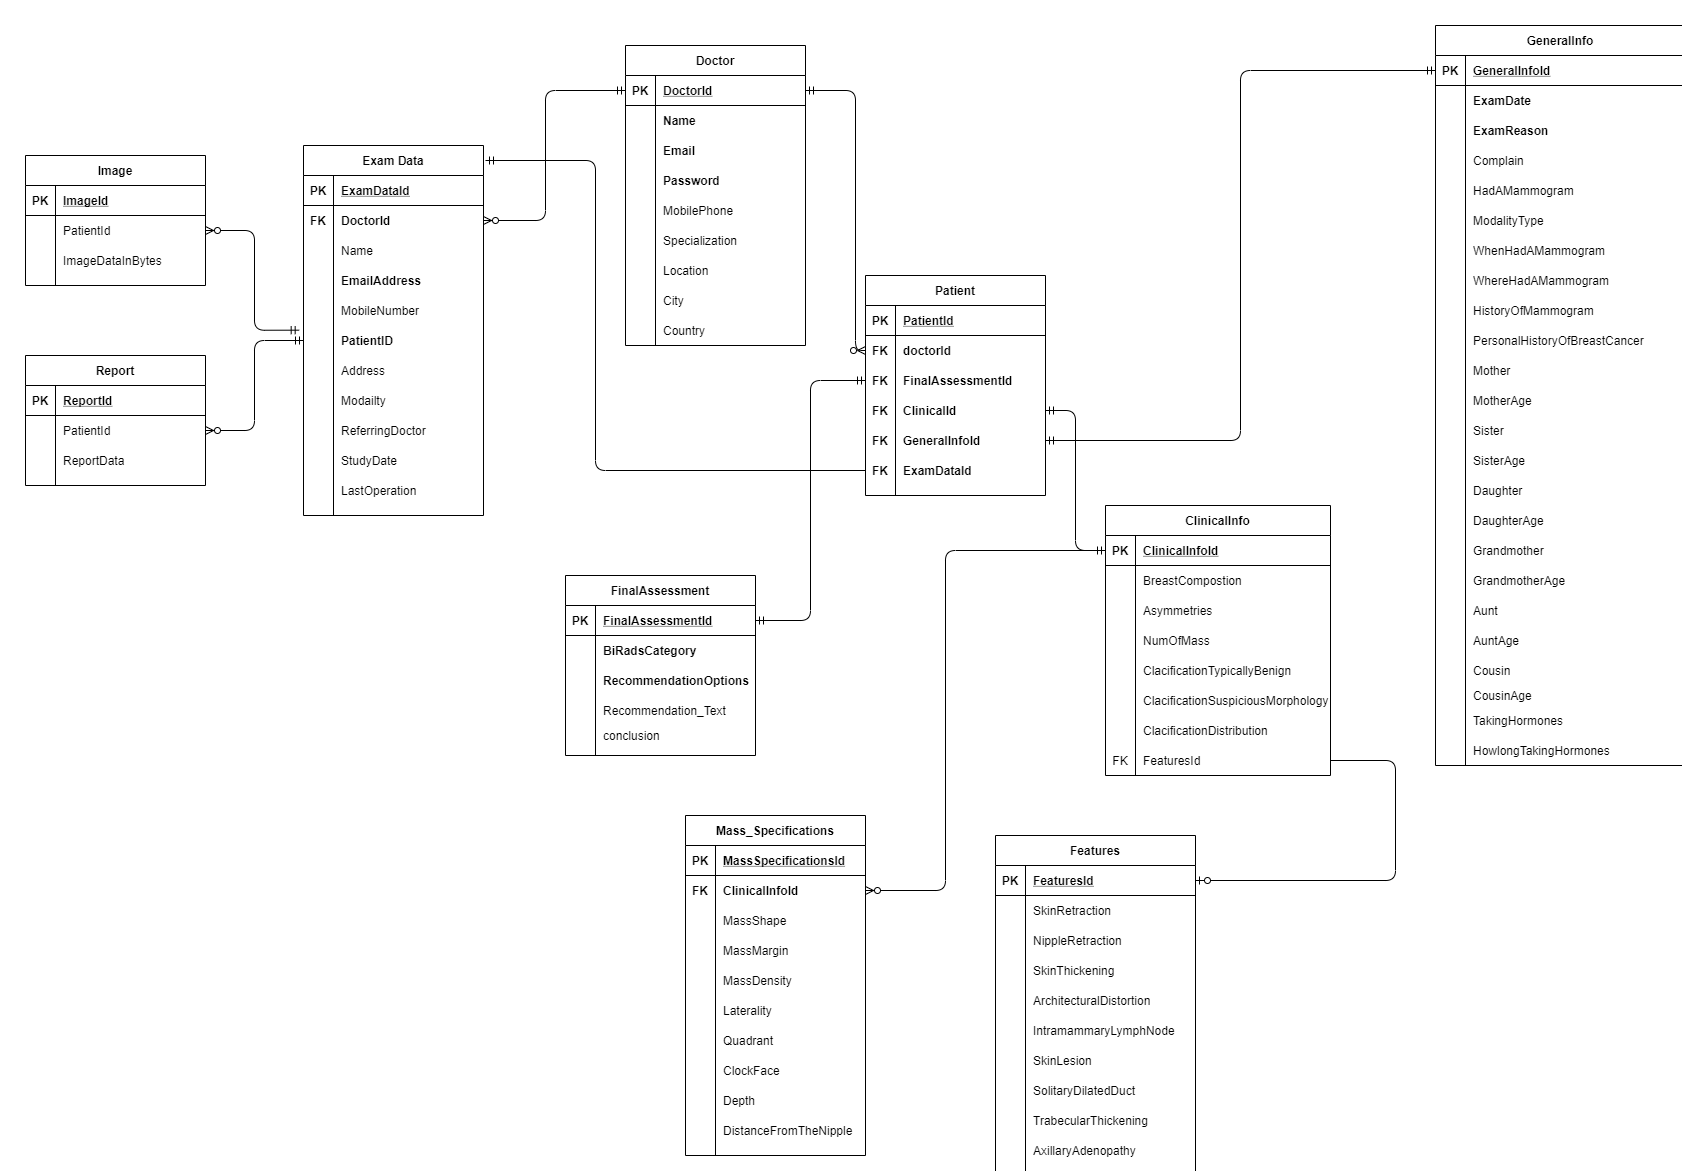 Image
PK ImageId
PatientId
ImageDataInBytes
Report
PK ReportId
PatientId
ReportData
Exam Data
PK ExamDataId
FK DoctorId
Name
EmailAddress
MobileNumber
PatientID
Address
Modailty
ReferringDoctor
StudyDate
LastOperation
Doctor
PK DoctorId
Name
Email
Password
MobilePhone
Specialization
Location
City
Country
Patient
PK PatientId
FK doctorId
FK FinalAssessmentId
FK ClinicalId
FK GeneralInfoId
FK ExamDataId
GeneralInfo
PK GeneralInfoId
ExamDate
ExamReason
Complain
HadAMammogram
ModalityType
WhenHadAMammogram
WhereHadAMammogram
HistoryOfMammogram
PersonalHistoryOfBreastCancer
Mother
MotherAge
Sister
SisterAge
Daughter
DaughterAge
Grandmother
GrandmotherAge
Aunt
AuntAge
Cousin
CousinAge
TakingHormones
HowlongTakingHormones
FinalAssessment
PK FinalAssessmentId
BiRadsCategory
RecommendationOptions
Recommendation_Text
conclusion
ClinicalInfo
PK ClinicalInfoId
BreastCompostion
Asymmetries
NumOfMass
ClacificationTypicallyBenign
ClacificationSuspiciousMorphology
ClacificationDistribution
FK FeaturesId
Mass_Specifications
PK MassSpecificationsId
FK ClinicalInfoId
MassShape
MassMargin
MassDensity
Laterality
Quadrant
ClockFace
Depth
DistanceFromTheNipple
Features
PK FeaturesId
SkinRetraction
NippleRetraction
SkinThickening
ArchitecturalDistortion
IntramammaryLymphNode
SkinLesion
SolitaryDilatedDuct
TrabecularThickening
AxillaryAdenopathy